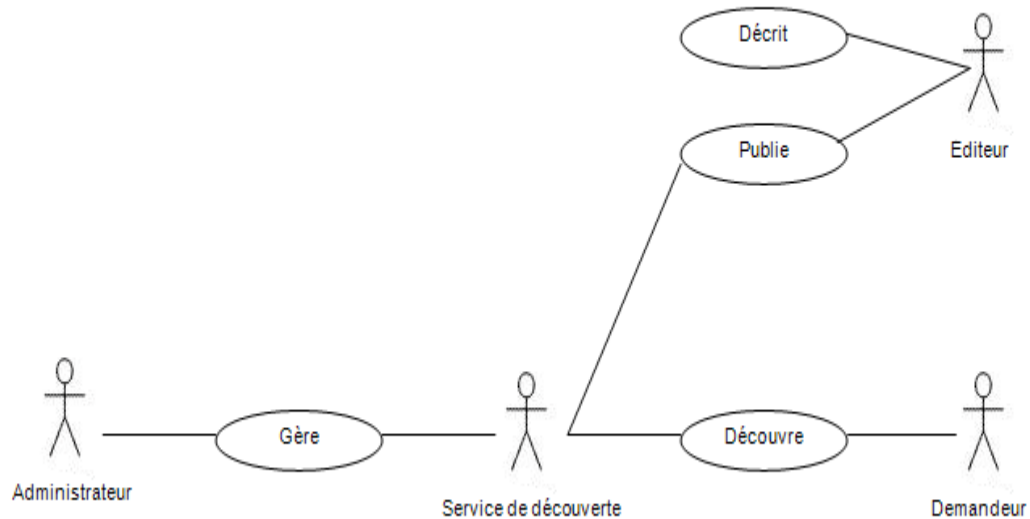 Décrit
Publie
Editeur
Gère
Découvre
Administrateur
Service de découverte
Demandeur